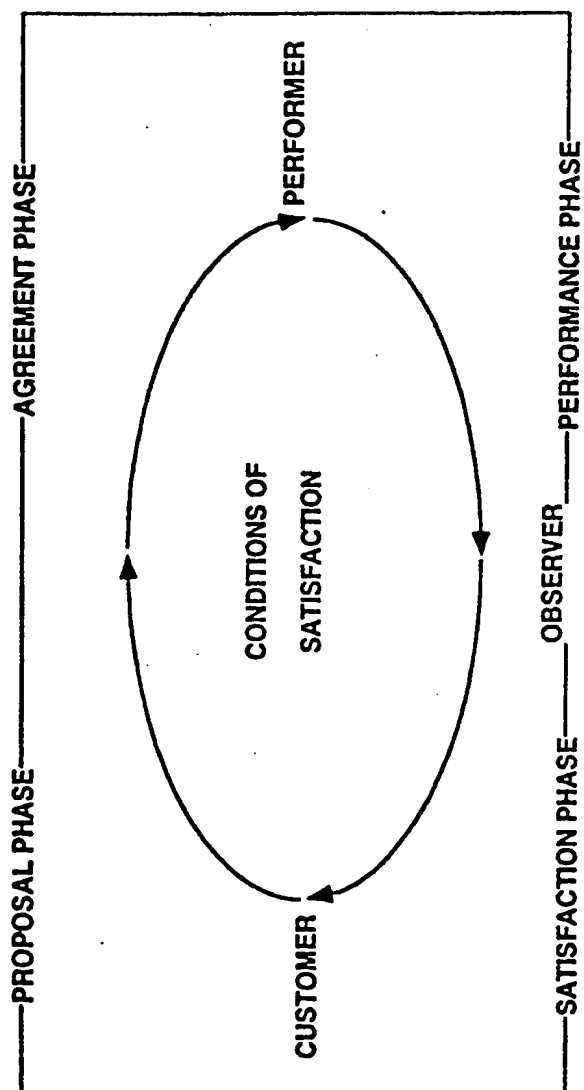 PROPOSAL PHASE
AGREEMENT PHASE
CUSTOMER
CONDITIONS OF
SATISFACTION
PERFORMER
SATISFACTION PHASE
OBSERVER
PERFORMANCE PHASE